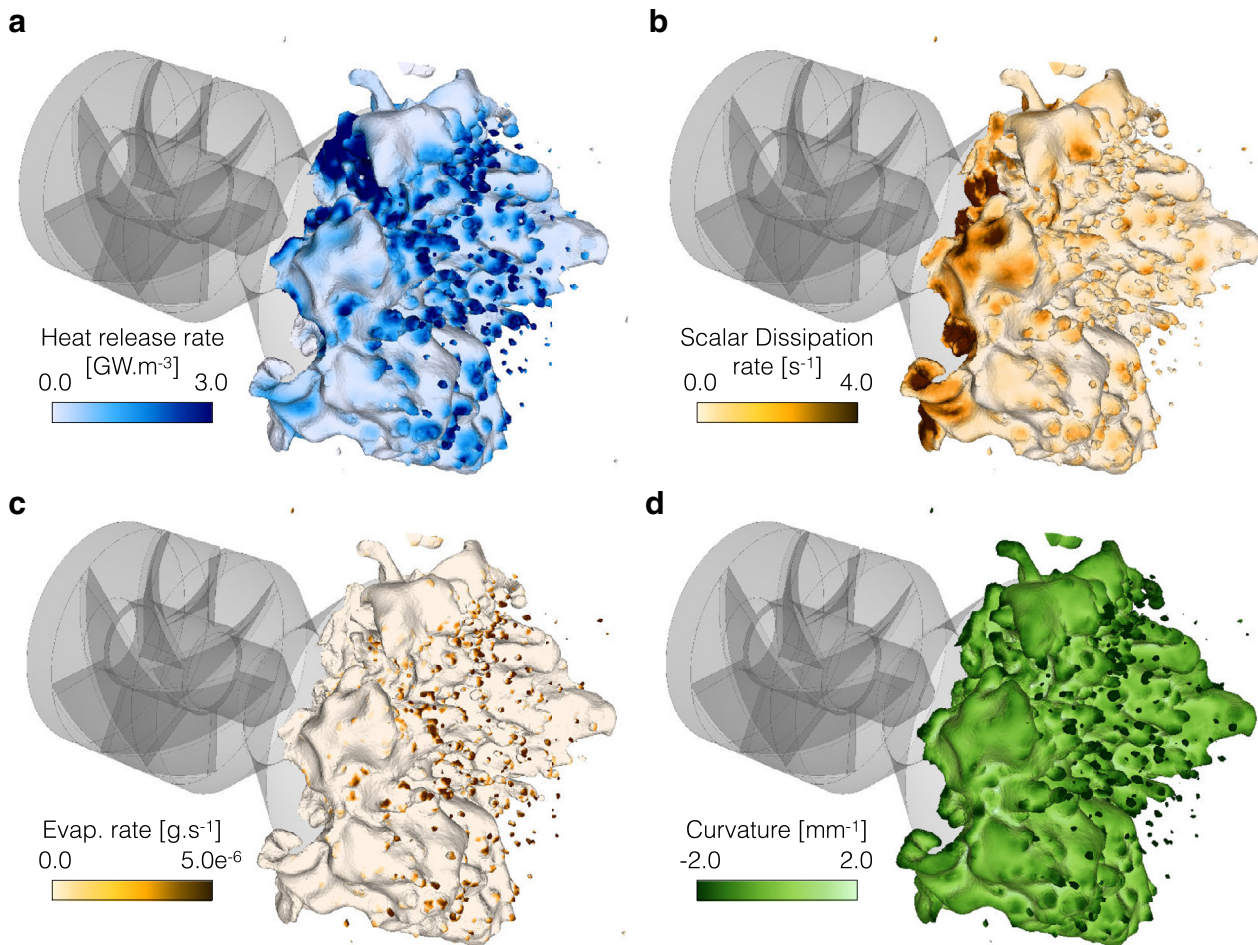 a
b
Heat release rate
[GW.m⁻³]
0.0 3.0
Scalar Dissipation
rate [s⁻¹]
0.0 4.0
c
d
Evap. rate [g.s⁻¹]
0.0 5.0e⁻⁶
Curvature [mm⁻¹]
-2.0 2.0